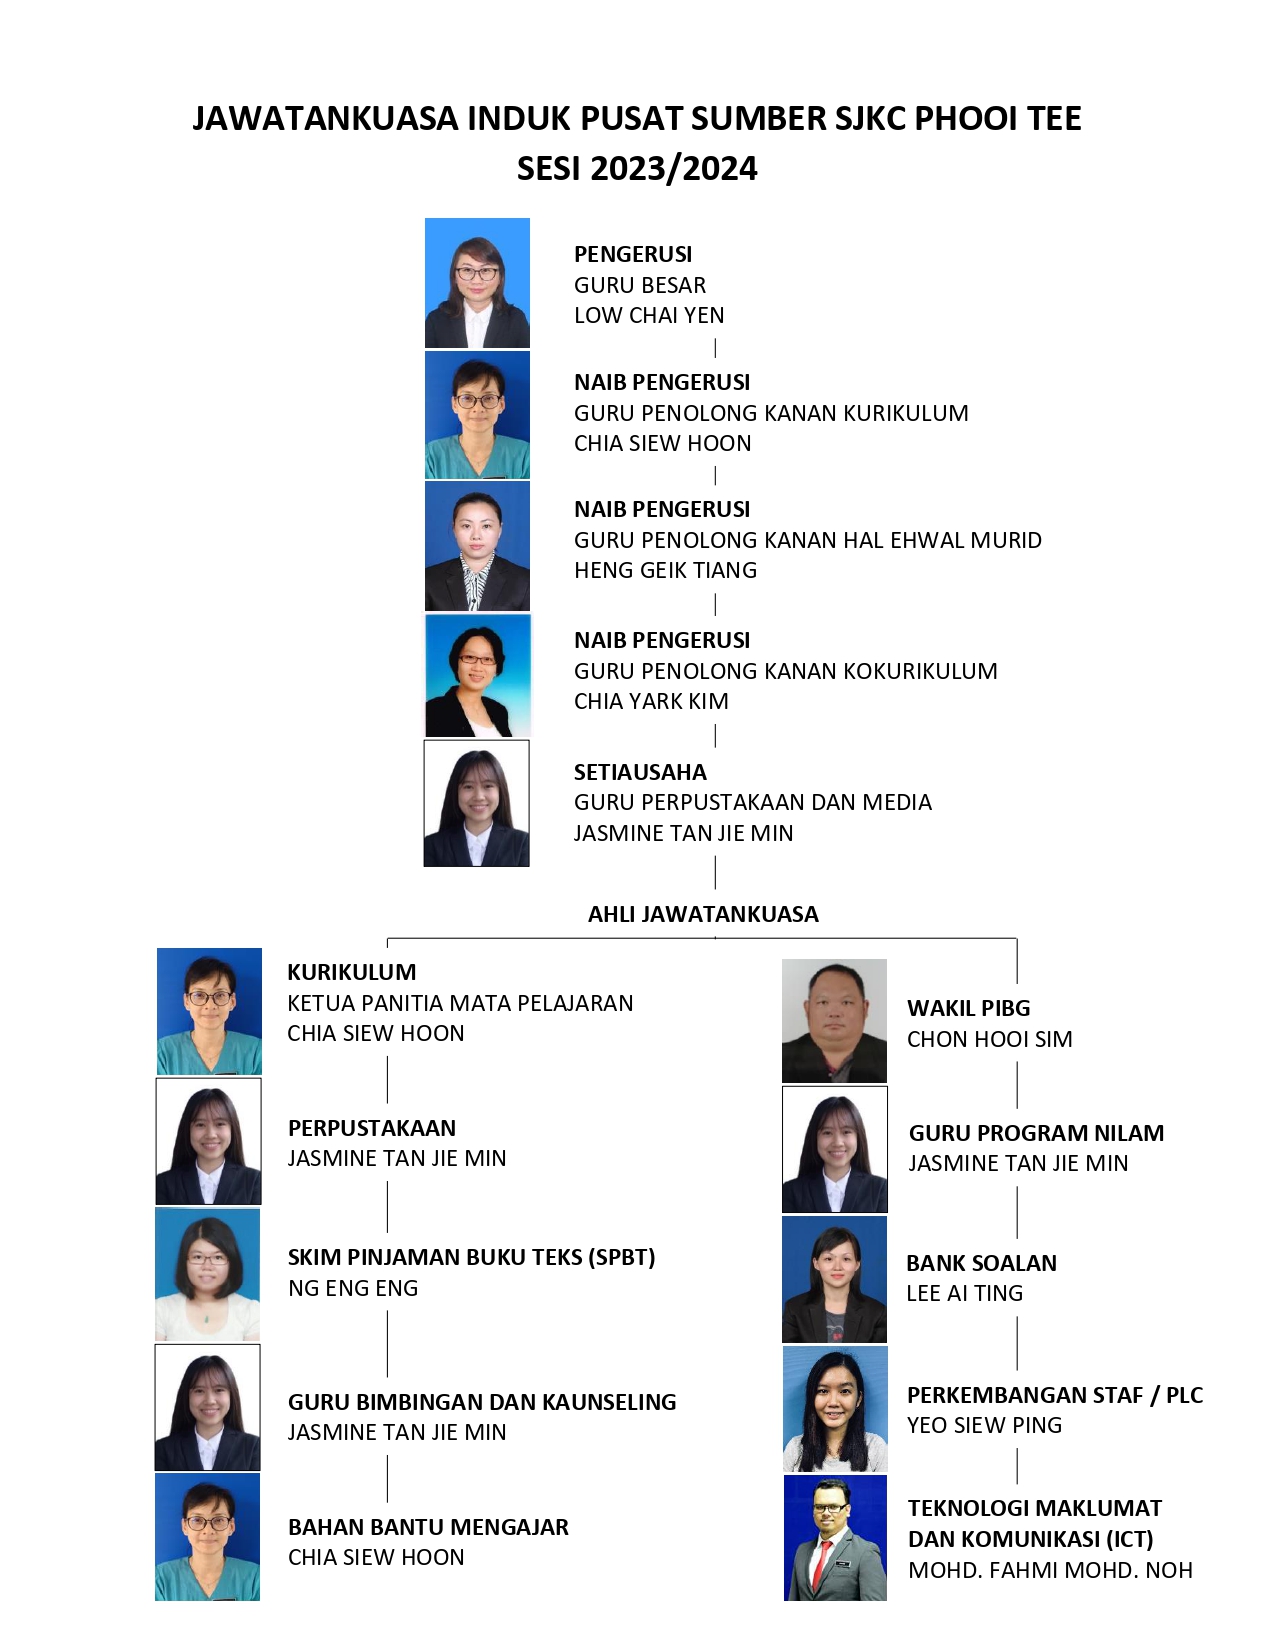 JAWATANKUASA INDUK PUSAT SUMBER SJKC PHOOI TEE
SESI 2023/2024
PENGERUSI
GURU BESAR
LOW CHAI YEN
NAIB PENGERUSI
GURU PENOLONG KANAN KURIKULUM
CHIA SIEW HOON
NAIB PENGERUSI
GURU PENOLONG KANAN HAL EHWAL MURID
HENG GEIK TIANG
NAIB PENGERUSI
GURU PENOLONG KANAN KOKURIKULUM
CHIA YARK KIM
SETIAUSAHA
GURU PERPUSTAKAAN DAN MEDIA
JASMINE TAN JIE MIN
AHLI JAWATANKUASA
KURIKULUM
KETUA PANITIA MATA PELAJARAN
CHIA SIEW HOON
PERPUSTAKAAN
JASMINE TAN JIE MIN
SKIM PINJAMAN BUKU TEKS (SPBT)
NG ENG ENG
GURU BIMBINGAN DAN KAUNSELING
JASMINE TAN JIE MIN
BAHAN BANTU MENGAJAR
CHIA SIEW HOON
WAKIL PIBG
CHON HOOI SIM
GURU PROGRAM NILAM
JASMINE TAN JIE MIN
BANK SOALAN
LEE AI TING
PERKEMBANGAN STAF / PLC
YEO SIEW PING
TEKNOLOGI MAKLUMAT
DAN KOMUNIKASI (ICT)
MOHD. FAHMI MOHD. NOH